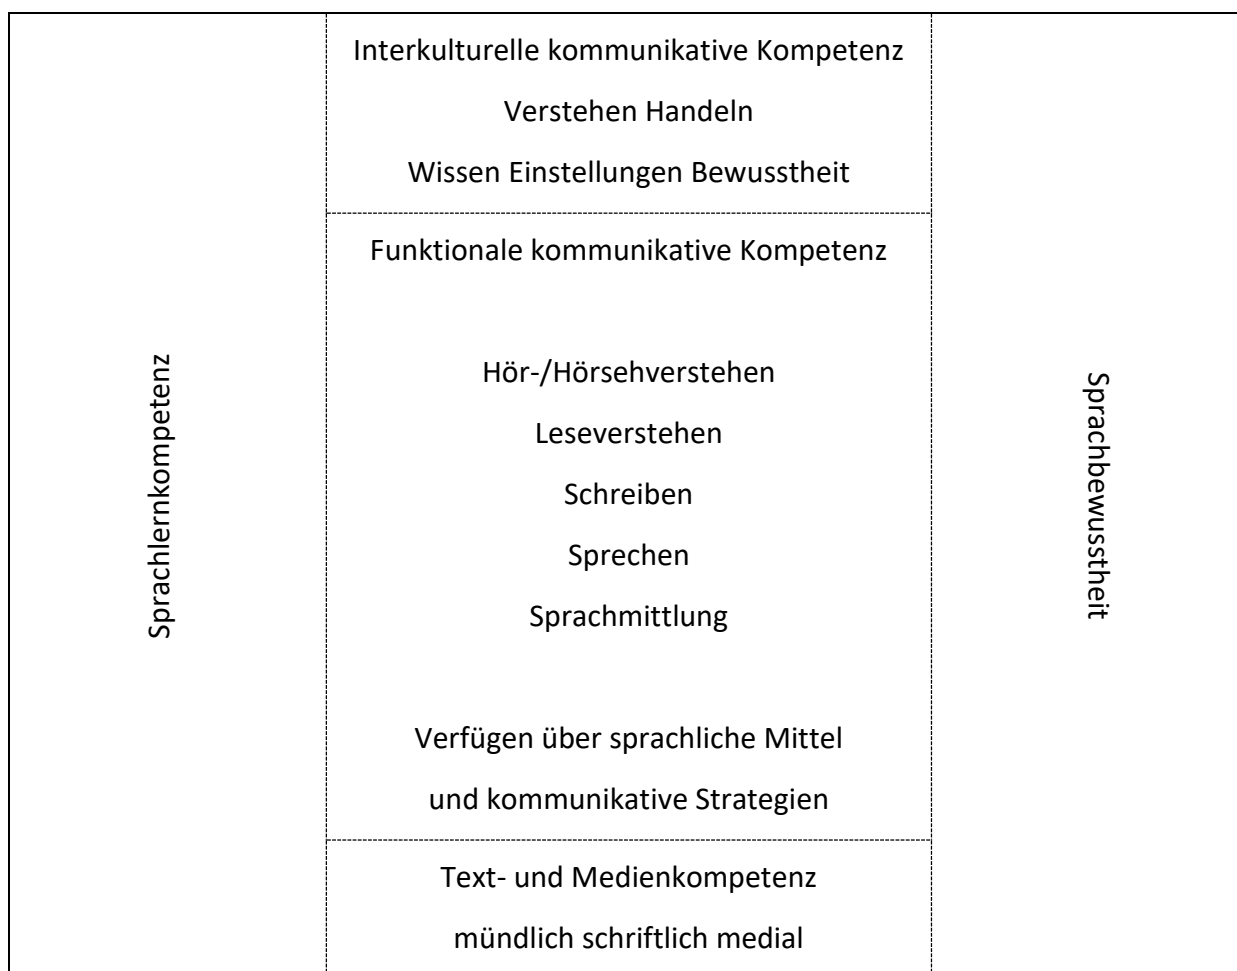 Interkulturelle kommunikative Kompetenz
Verstehen Handeln
Wissen Einstellungen Bewusstheit
Funktionale kommunikative Kompetenz
Hör-/Hörsehverstehen
Leseverstehen
Schreiben
Sprechen
Sprachmittlung
Verfügen über sprachliche Mittel
und kommunikative Strategien
Text- und Medienkompetenz
mündlich schriftlich medial
Sprachlernkompetenz
Sprachbewusstheit